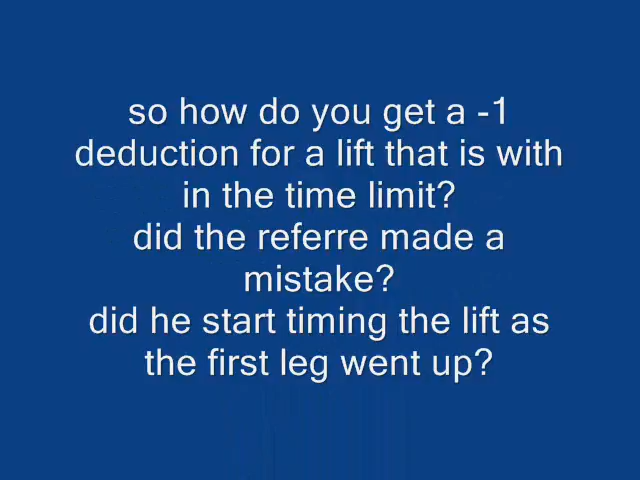 so how do you get a -1
deduction for a lift that is with
in the time limit?
did the referre made a
mistake?
did he start timing the lift as
the first leg went up?